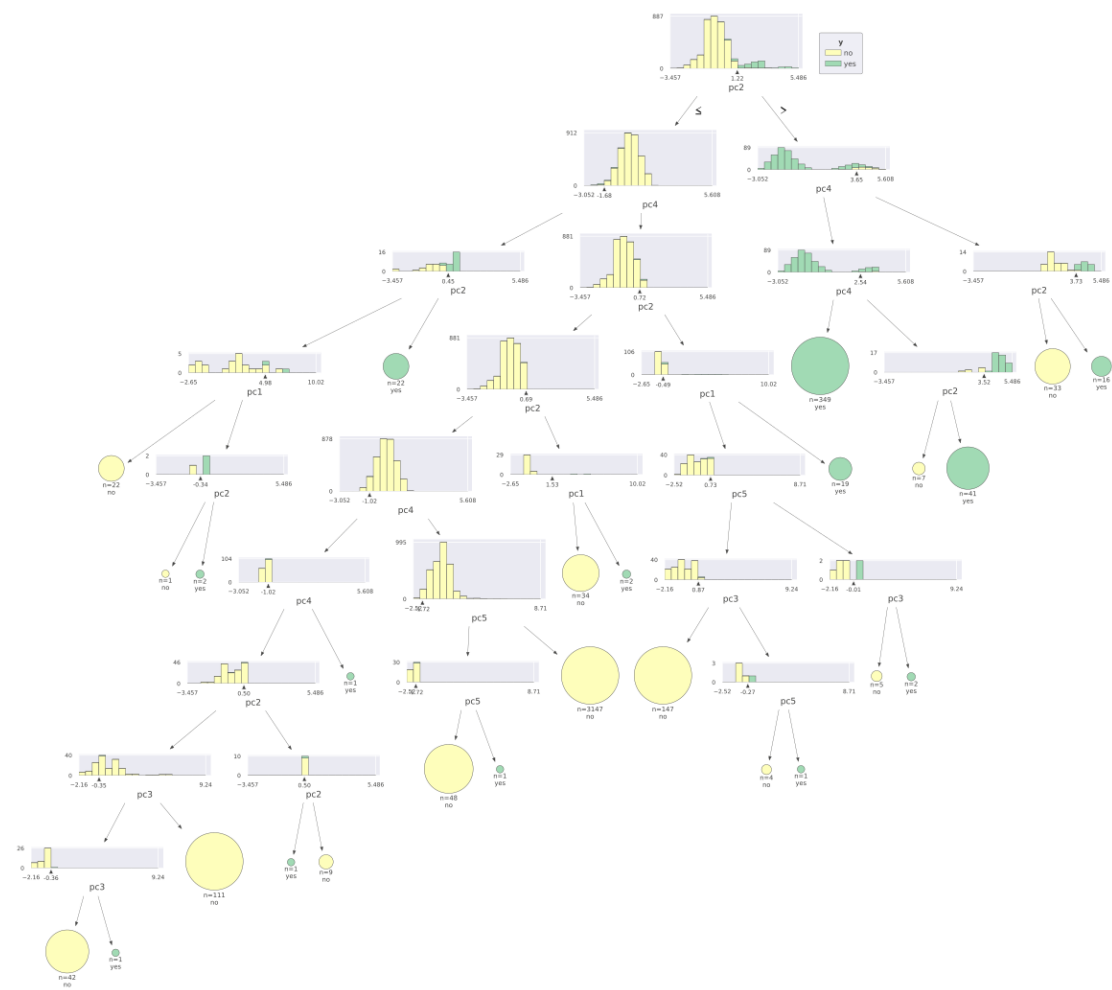 887
−3.457
1.22
5.486
pc2
y
no
yes
≤
>
912
0
−3.052
-1.68
5.608
pc4
89
0
−3.052
3.65
5.608
pc4
16
0
−3.457
0.45
5.486
pc2
881
0
−3.457
0.72
5.486
pc2
89
0
−3.052
2.54
5.608
pc4
14
0
−3.457
3.73
5.486
pc2
5
0
−2.65
4.98
10.02
pc1
n=22
yes
881
0
−3.457
0.69
5.486
pc2
106
0
−2.65
-0.49
10.02
pc1
n=349
yes
17
0
−3.457
3.52
5.486
pc2
n=33
no
n=16
yes
n=22
no
2
0
−3.457
-0.34
5.486
pc2
878
0
−3.052
-1.02
5.608
pc4
29
0
−2.65
1.53
10.02
pc1
40
0
−2.52
0.73
8.71
pc5
n=19
yes
n=7
no
n=41
yes
n=1
no
n=2
yes
104
0
−3.052
-1.02
5.608
pc4
995
0
8.71
pc5
n=34
no
n=2
yes
40
0
−2.16
0.87
9.24
pc3
2
0
−2.16
-0.01
9.24
pc3
46
0
−3.457
0.50
5.486
pc2
n=1
yes
30
0
8.71
pc5
n=3147
no
n=147
no
3
0
−2.52
-0.27
8.71
pc5
n=5
no
n=2
yes
40
0
−2.16
-0.35
9.24
pc3
10
0
−3.457
0.50
5.486
pc2
n=48
no
n=1
yes
n=4
no
n=1
yes
26
0
−2.16
-0.36
9.24
pc3
n=111
no
n=1
yes
n=9
no
n=42
no
n=1
yes